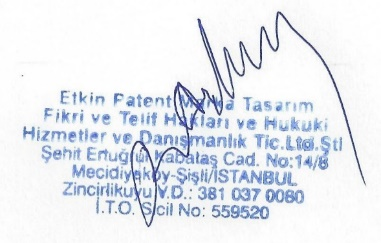 Etkin Patent Marka Tasarım
Fikri ve Telif Hakları ve Hukuki
Hizmetler ve Danışmanlık Tic.Ltd.Şti
Şehit Ertuğrul Kabataş Cad. No:14/8
Mecidiyeköy-Şişli/İSTANBUL
Zincirlikuyu V.D.: 381 037 0080
İ.T.O. Sicil No: 559520